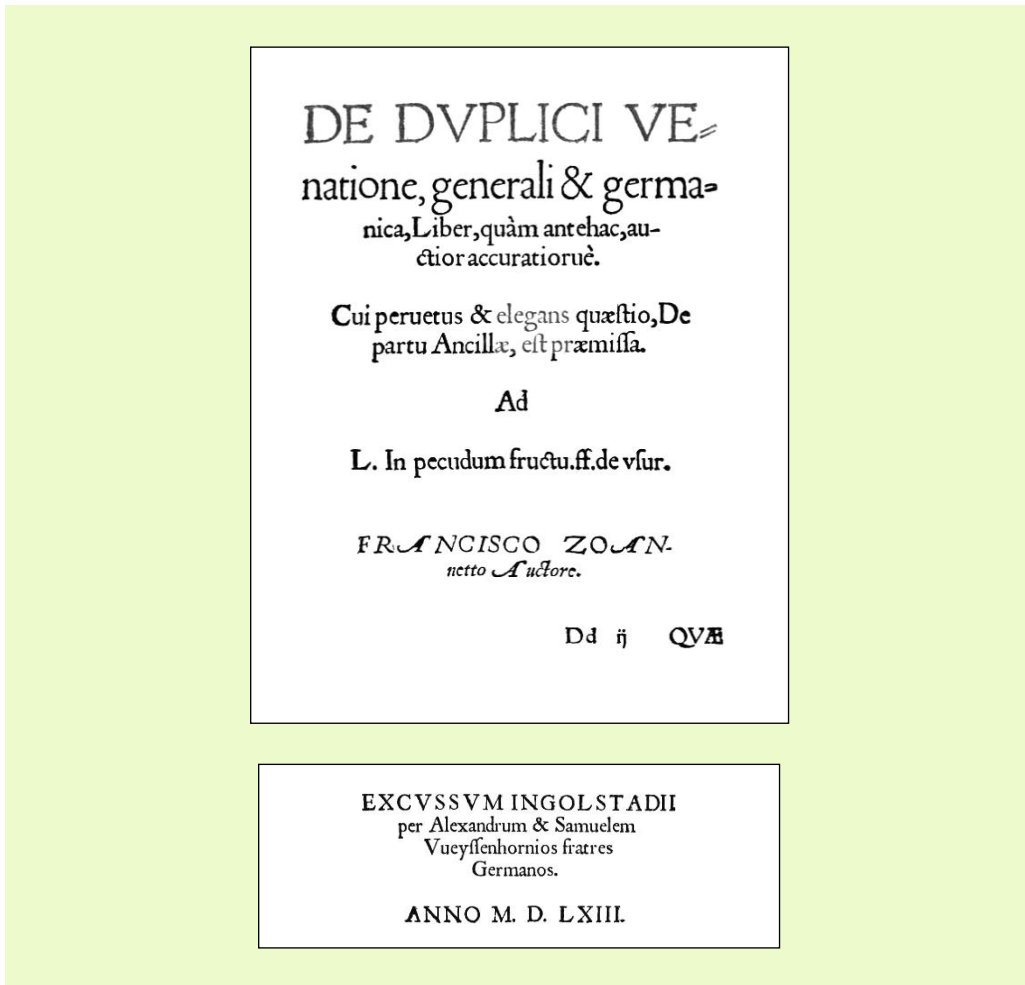 DE DVPLICI VE=
natione, generali & germa=
nica, Liber, quàm antehac, au-
ctior accuratioruè.
Cui peruetus & elegans quæstio, De
partu Ancillæ, est præmissa.
Ad
L. In pecudum fructu. ff. de vsur.
FRANCISCO ZOAN-
netto Auctore.
Dd ij QVÆ
EXCVSSVM INGOLSTADII
per Alexandrum & Samuelem
Vueyssenhornios fratres
Germanos.
ANNO M. D. LXIII.